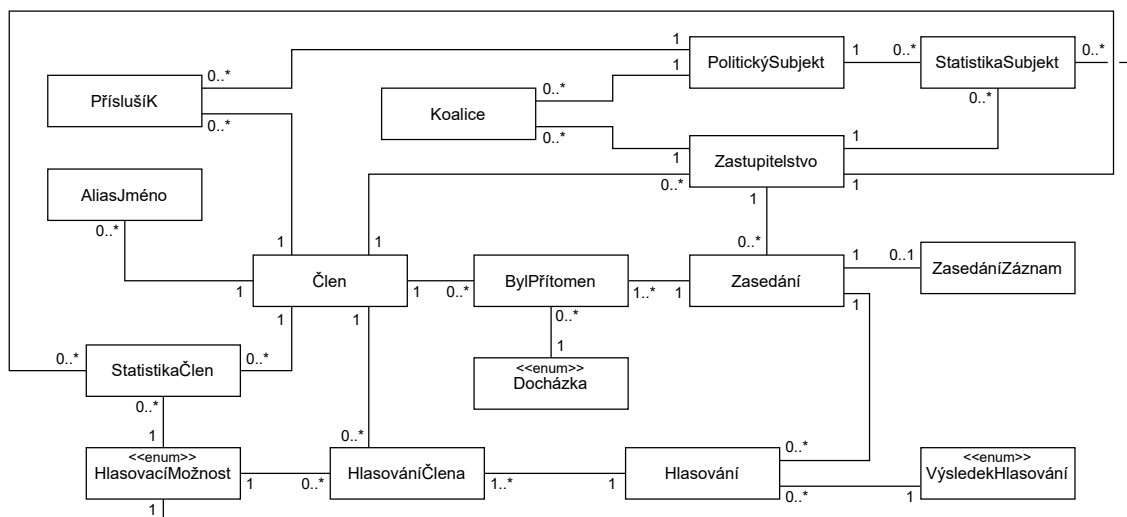 1
0..*
PříslušíK
0..*
1
1
PolitickýSubjekt
1
0..*
StatistikaSubjekt
0..*
0..*
0..*
Koalice
0..*
1
1
Zastupitelstvo
0..*
1
1
AliasJméno
0..*
1
1
1
0..*
Člen
1
1
0..*
BylPřítomen
0..*
1..*
1
Zasedání
1
1
0..1
ZasedáníZáznam
1
1
0..*
StatistikaČlen
0..*
0..*
1
<<enum>>
Docházka
1
<<enum>>
HlasovacíMožnost
1
1
0..*
0..*
HlasováníČlena
1..*
1
Hlasování
0..*
0..*
1
<<enum>>
VýsledekHlasování